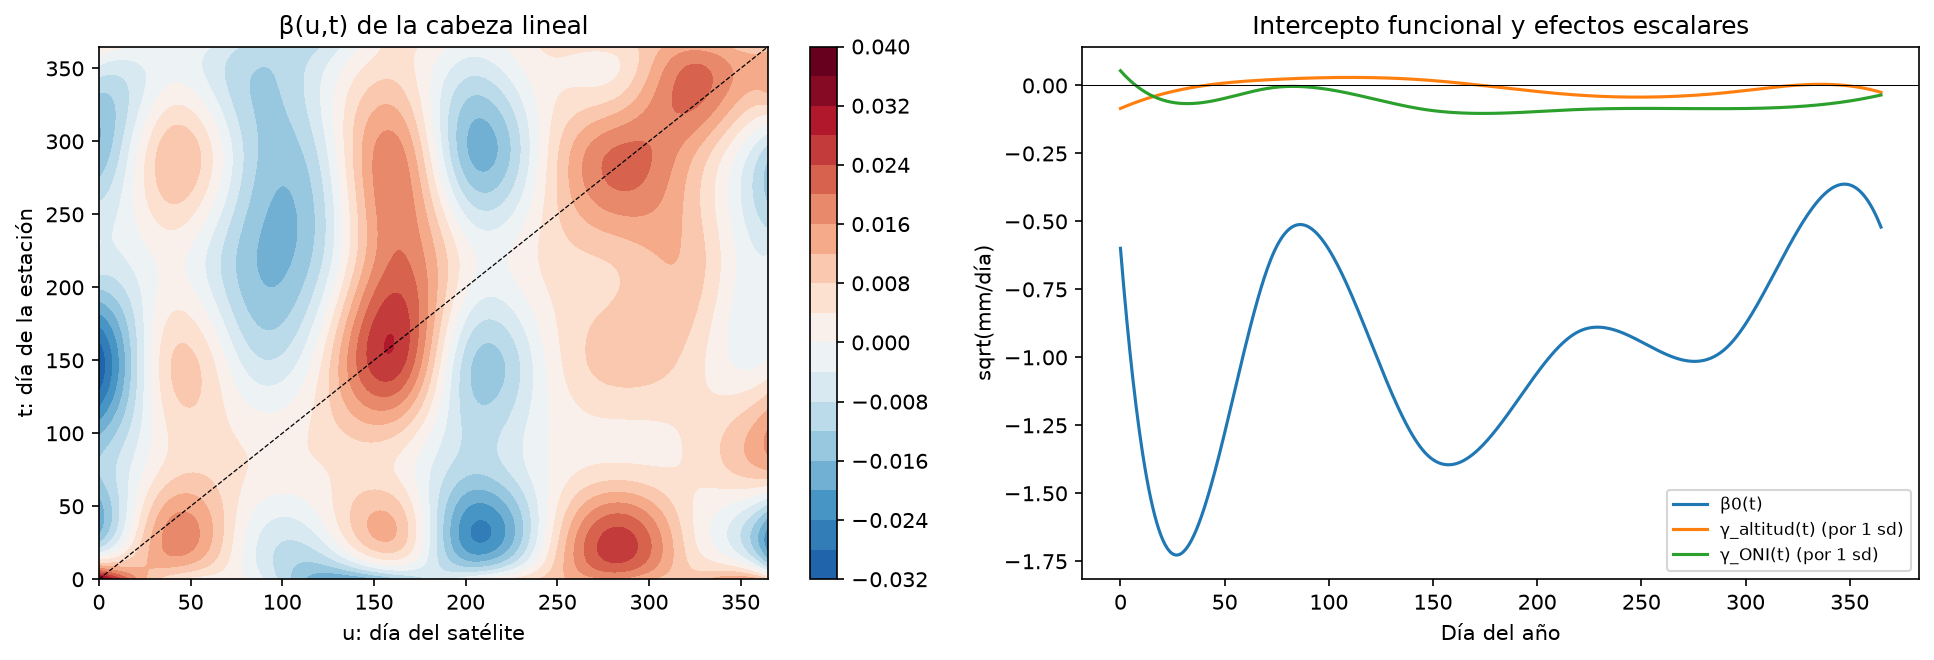 β(u,t) de la cabeza lineal
350
300
250
200
150
100
50
0
t: día de la estación
0 50 100 150 200 250 300 350
u: día del satélite
0.040
0.032
0.024
0.016
0.008
0.000
−0.008
−0.016
−0.024
−0.032
Intercepto funcional y efectos escalares
0.00
−0.25
−0.50
−0.75
−1.00
−1.25
−1.50
−1.75
sqrt(mm/día)
β0(t)
γ_altitud(t) (por 1 sd)
γ_ONI(t) (por 1 sd)
0 50 100 150 200 250 300 350
Día del año